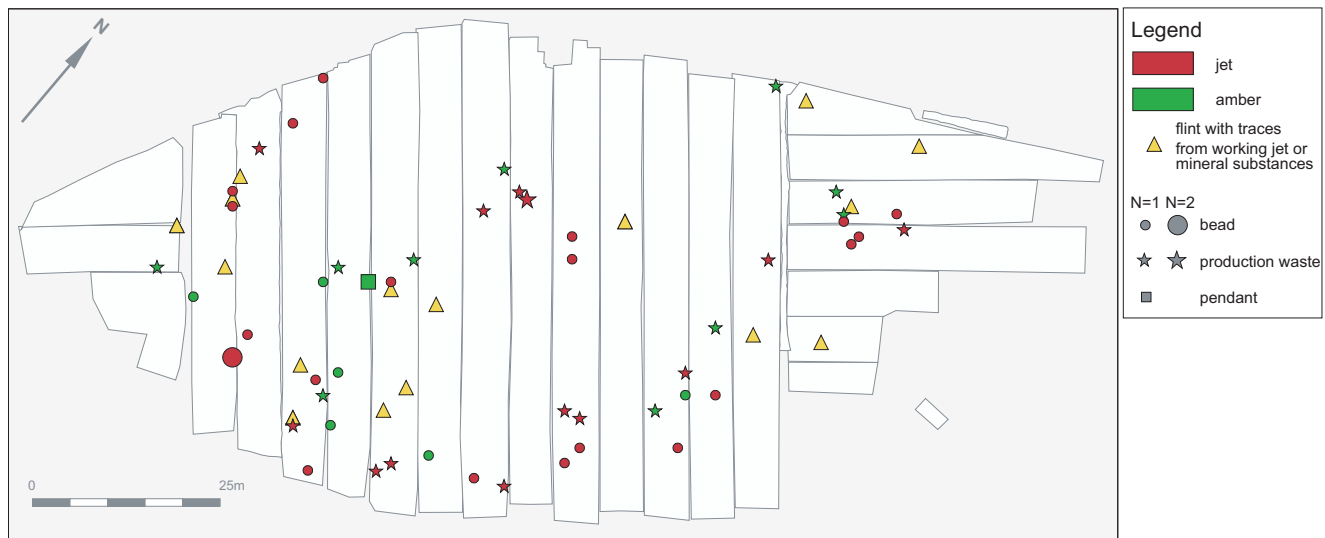 N
0
25m
Legend
jet
amber
flint with traces
from working jet or
mineral substances
N=1 N=2
bead
production waste
pendant